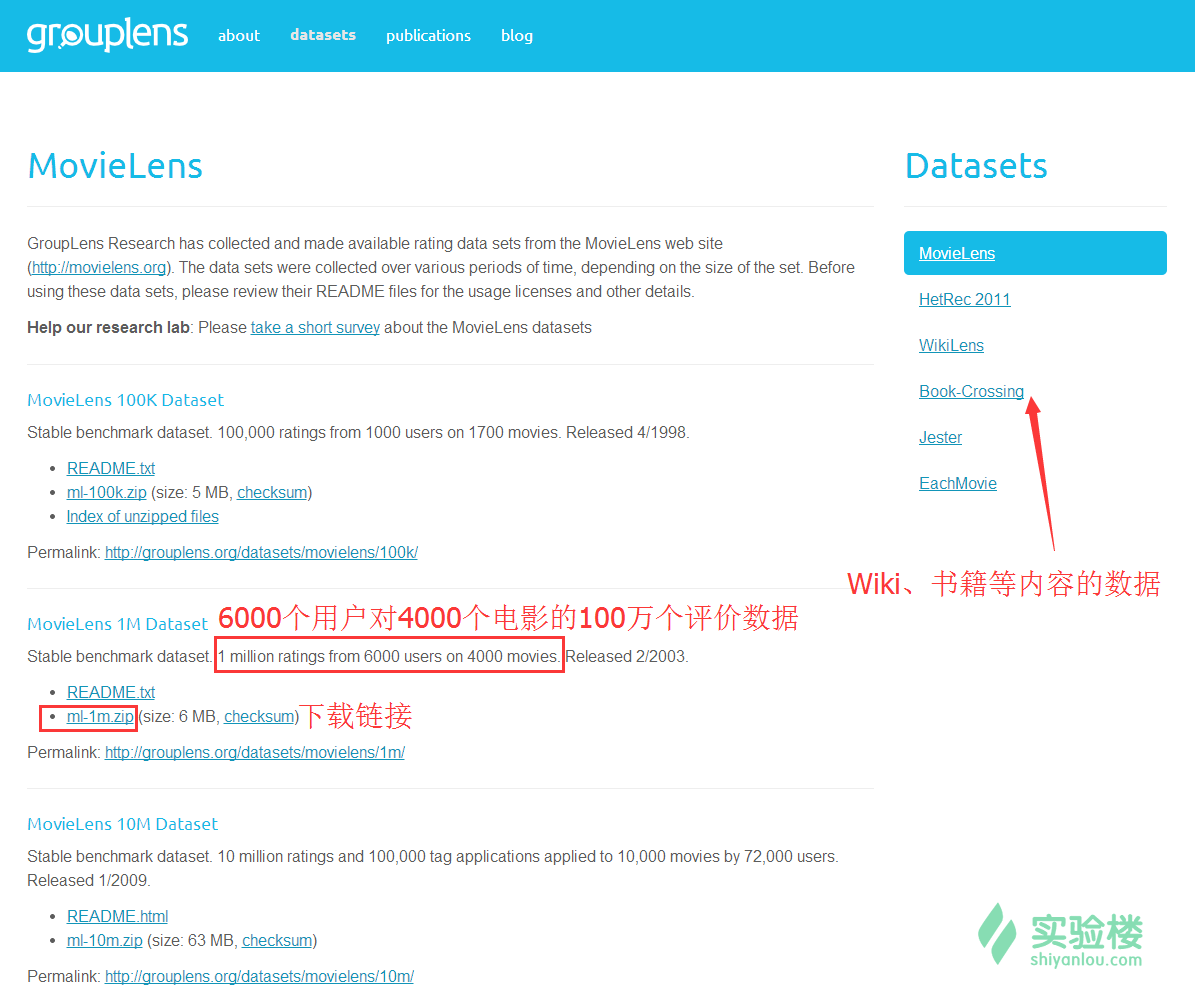 grouplens about datasets publications blog
MovieLens
GroupLens Research has collected and made available rating data sets from the MovieLens web site
(http://movielens.org). The data sets were collected over various periods of time, depending on the size of the set. Before
using these data sets, please review their README files for the usage licenses and other details.
Help our research lab: Please take a short survey about the MovieLens datasets
MovieLens 100K Dataset
Stable benchmark dataset. 100,000 ratings from 1000 users on 1700 movies. Released 4/1998.
• README.txt
• ml-100k.zip (size: 5 MB, checksum)
• Index of unzipped files
Permalink: http://grouplens.org/datasets/movielens/100k/
MovieLens 1M Dataset
6000个用户对4000个电影的100万个评价数据
Stable benchmark dataset. 1 million ratings from 6000 users on 4000 movies. Released 2/2003.
• README.txt
• ml-1m.zip (size: 6 MB, checksum)
下载链接
Permalink: http://grouplens.org/datasets/movielens/1m/
MovieLens 10M Dataset
Stable benchmark dataset. 10 million ratings and 100,000 tag applications applied to 10,000 movies by 72,000 users.
Released 1/2009.
• README.html
• ml-10m.zip (size: 63 MB, checksum)
Permalink: http://grouplens.org/datasets/movielens/10m/
Datasets
MovieLens
HetRec 2011
WikiLens
Book-Crossing
Jester
EachMovie
Wiki、书籍等内容的数据
实验楼
shiyanlou.com